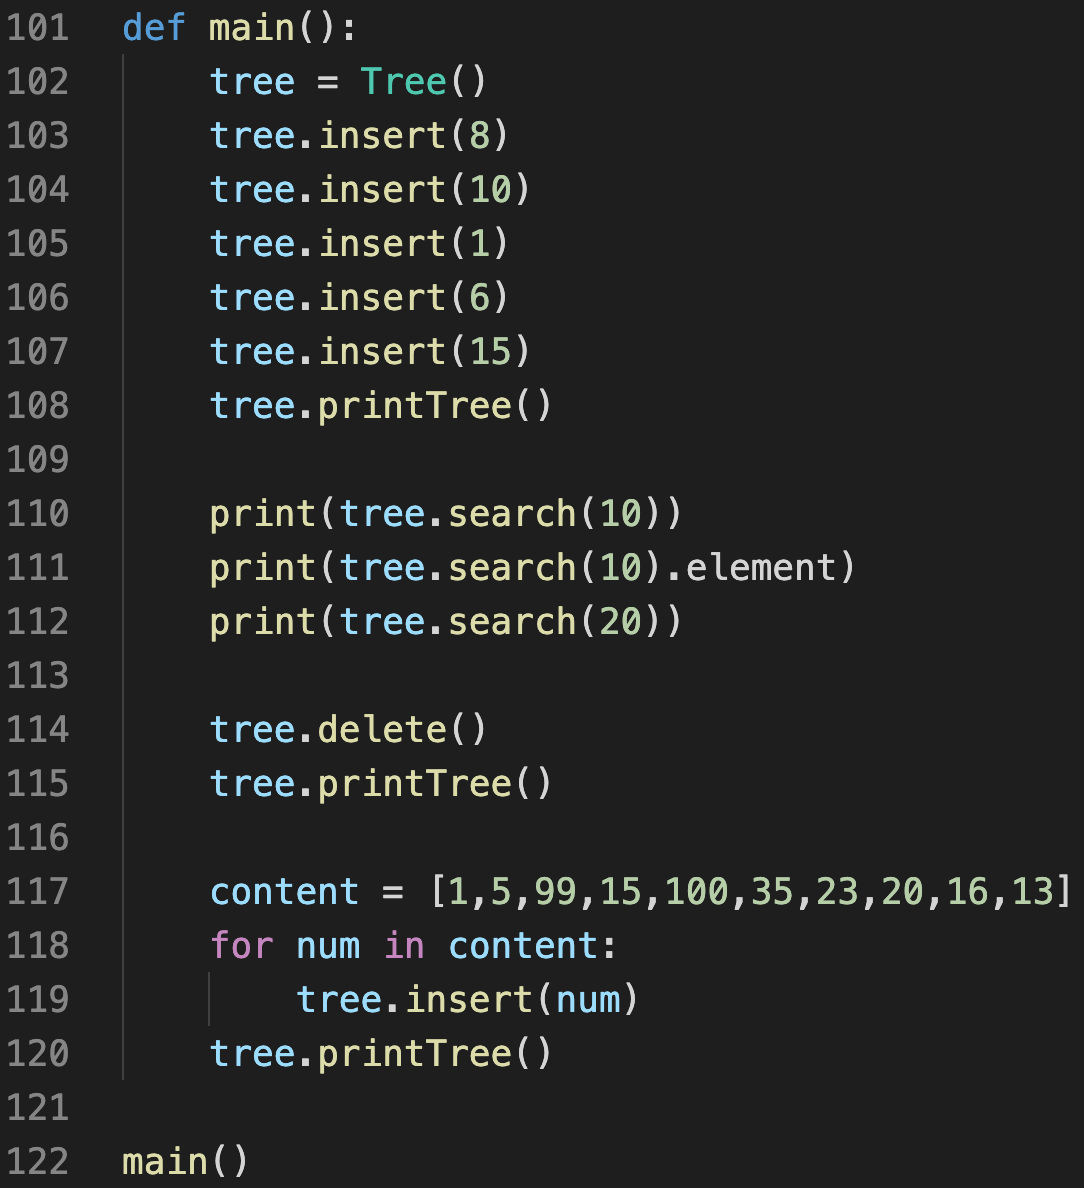 101 def main():
102     tree = Tree()
103     tree.insert(8)
104     tree.insert(10)
105     tree.insert(1)
106     tree.insert(6)
107     tree.insert(15)
108     tree.printTree()
109
110     print(tree.search(10))
111     print(tree.search(10).element)
112     print(tree.search(20))
113
114     tree.delete()
115     tree.printTree()
116
117     content = [1,5,99,15,100,35,23,20,16,13]
118     for num in content:
119         tree.insert(num)
120     tree.printTree()
121
122 main()